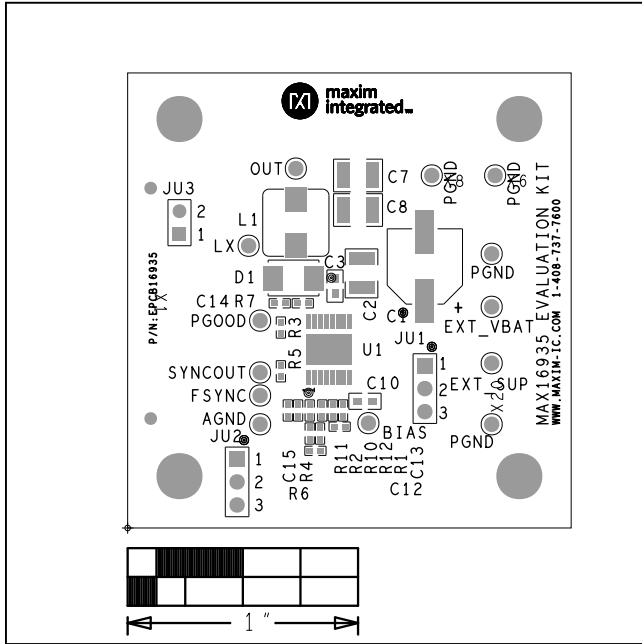 maxim
integrated™
OUT
C7
PGND
PGND
JU3
2
1
L1
C8
LX
C3
D1
PGND
C14 R7
C2
C1
+
EXT_VBAT
PGOOD
R3
U1
JU1
R5
1
2
3
SYNCOUT
EXT_SUP
X20
FSYNC
C10
AGND
BIAS
PGND
JU2
1
2
3
C15
R4
R6
R11
R2
R10
R12
R1
C13
C12
P/N:EPCB16935
X1
MAX16935 EVALUATION KIT
WWW.MAXIM-IC.COM 1-408-737-7600
1 "